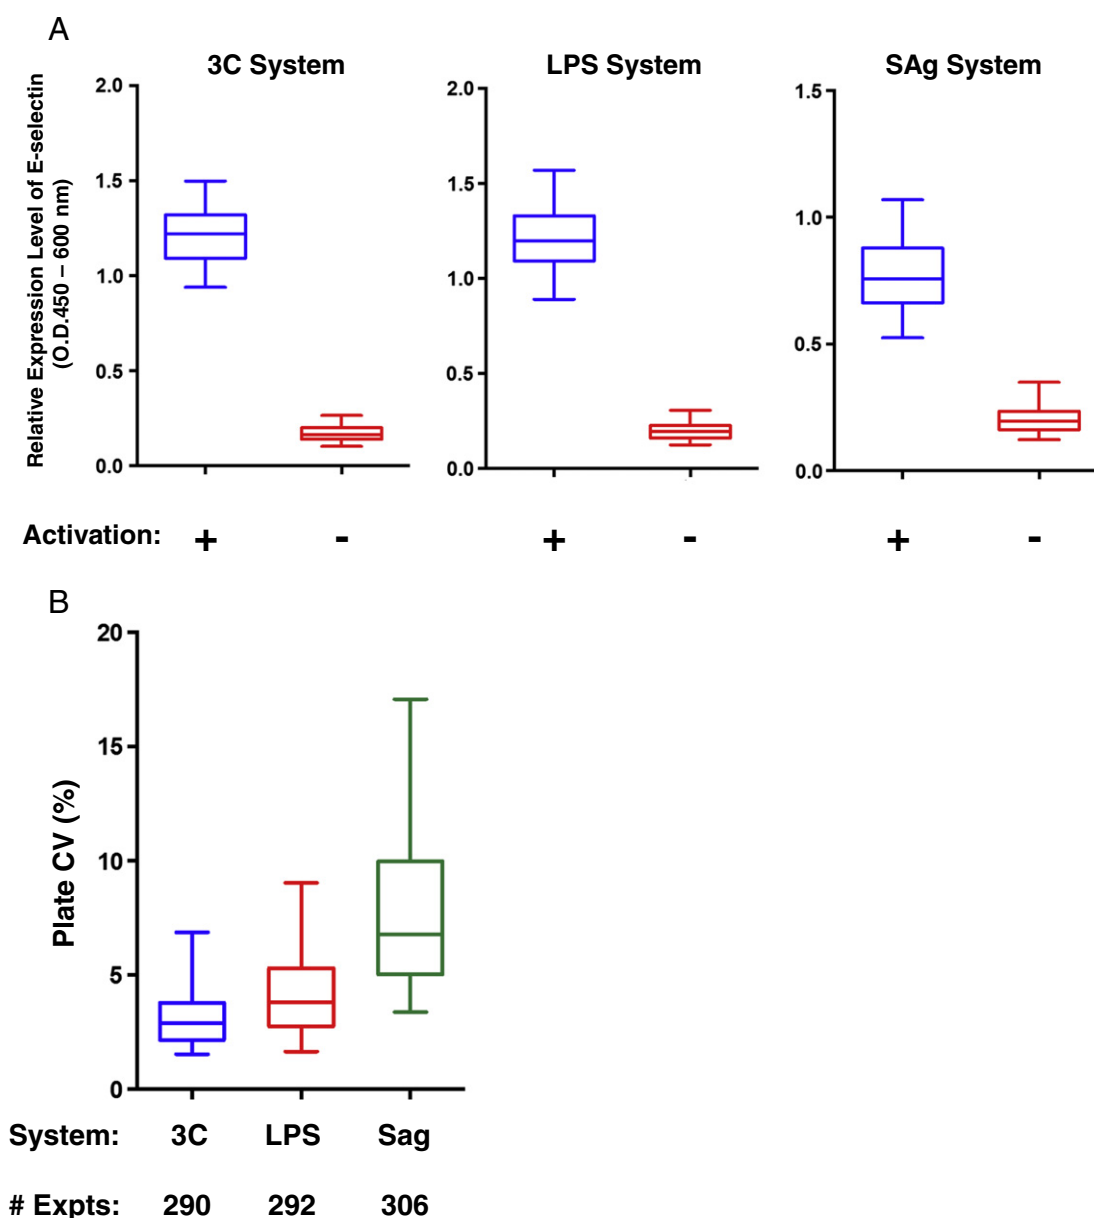 A
3C System
LPS System
SAg System
Relative Expression Level of E-selectin
(O.D.450 – 600 nm)
2.0
1.5
1.0
0.5
0.0
2.0
1.5
1.0
0.5
0.0
1.5
1.0
0.5
0.0
Activation: + - + - + -
B
Plate CV (%)
20
15
10
5
0
System: 3C LPS Sag
# Expts: 290 292 306